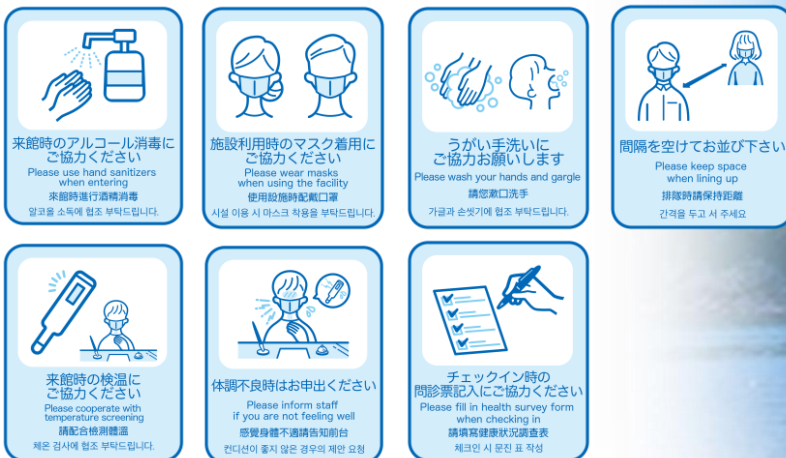 来館時のアルコール消毒に
ご協力ください
Please use hand sanitizers
when entering
來館時進行酒精消毒
알코올 소독에 협조 부탁드립니다.
施設利用時のマスク着用に
ご協力ください
Please wear masks
when using the facility
使用設施時配戴口罩
시설 이용 시 마스크 착용을 부탁드립니다.
うがい手洗いに
ご協力お願いします
Please wash your hands and gargle
請您漱口洗手
가글과 손씻기에 협조 부탁드립니다.
間隔を空けてお並び下さい
Please keep space
when lining up
排隊時請保持距離
간격을 두고 서 주세요
来館時の検温に
ご協力ください
Please cooperate with
temperature screening
請配合檢測體溫
체온 검사에 협조 부탁드립니다.
体調不良時はお申出ください
Please inform staff
if you are not feeling well
感覺身體不適請告知前台
컨디션이 좋지 않은 경우의 제안 요청
チェックイン時の
問診票記入にご協力ください
Please fill in health survey form
when checking in
請填寫健康狀況調查表
체크인 시 문진 표 작성